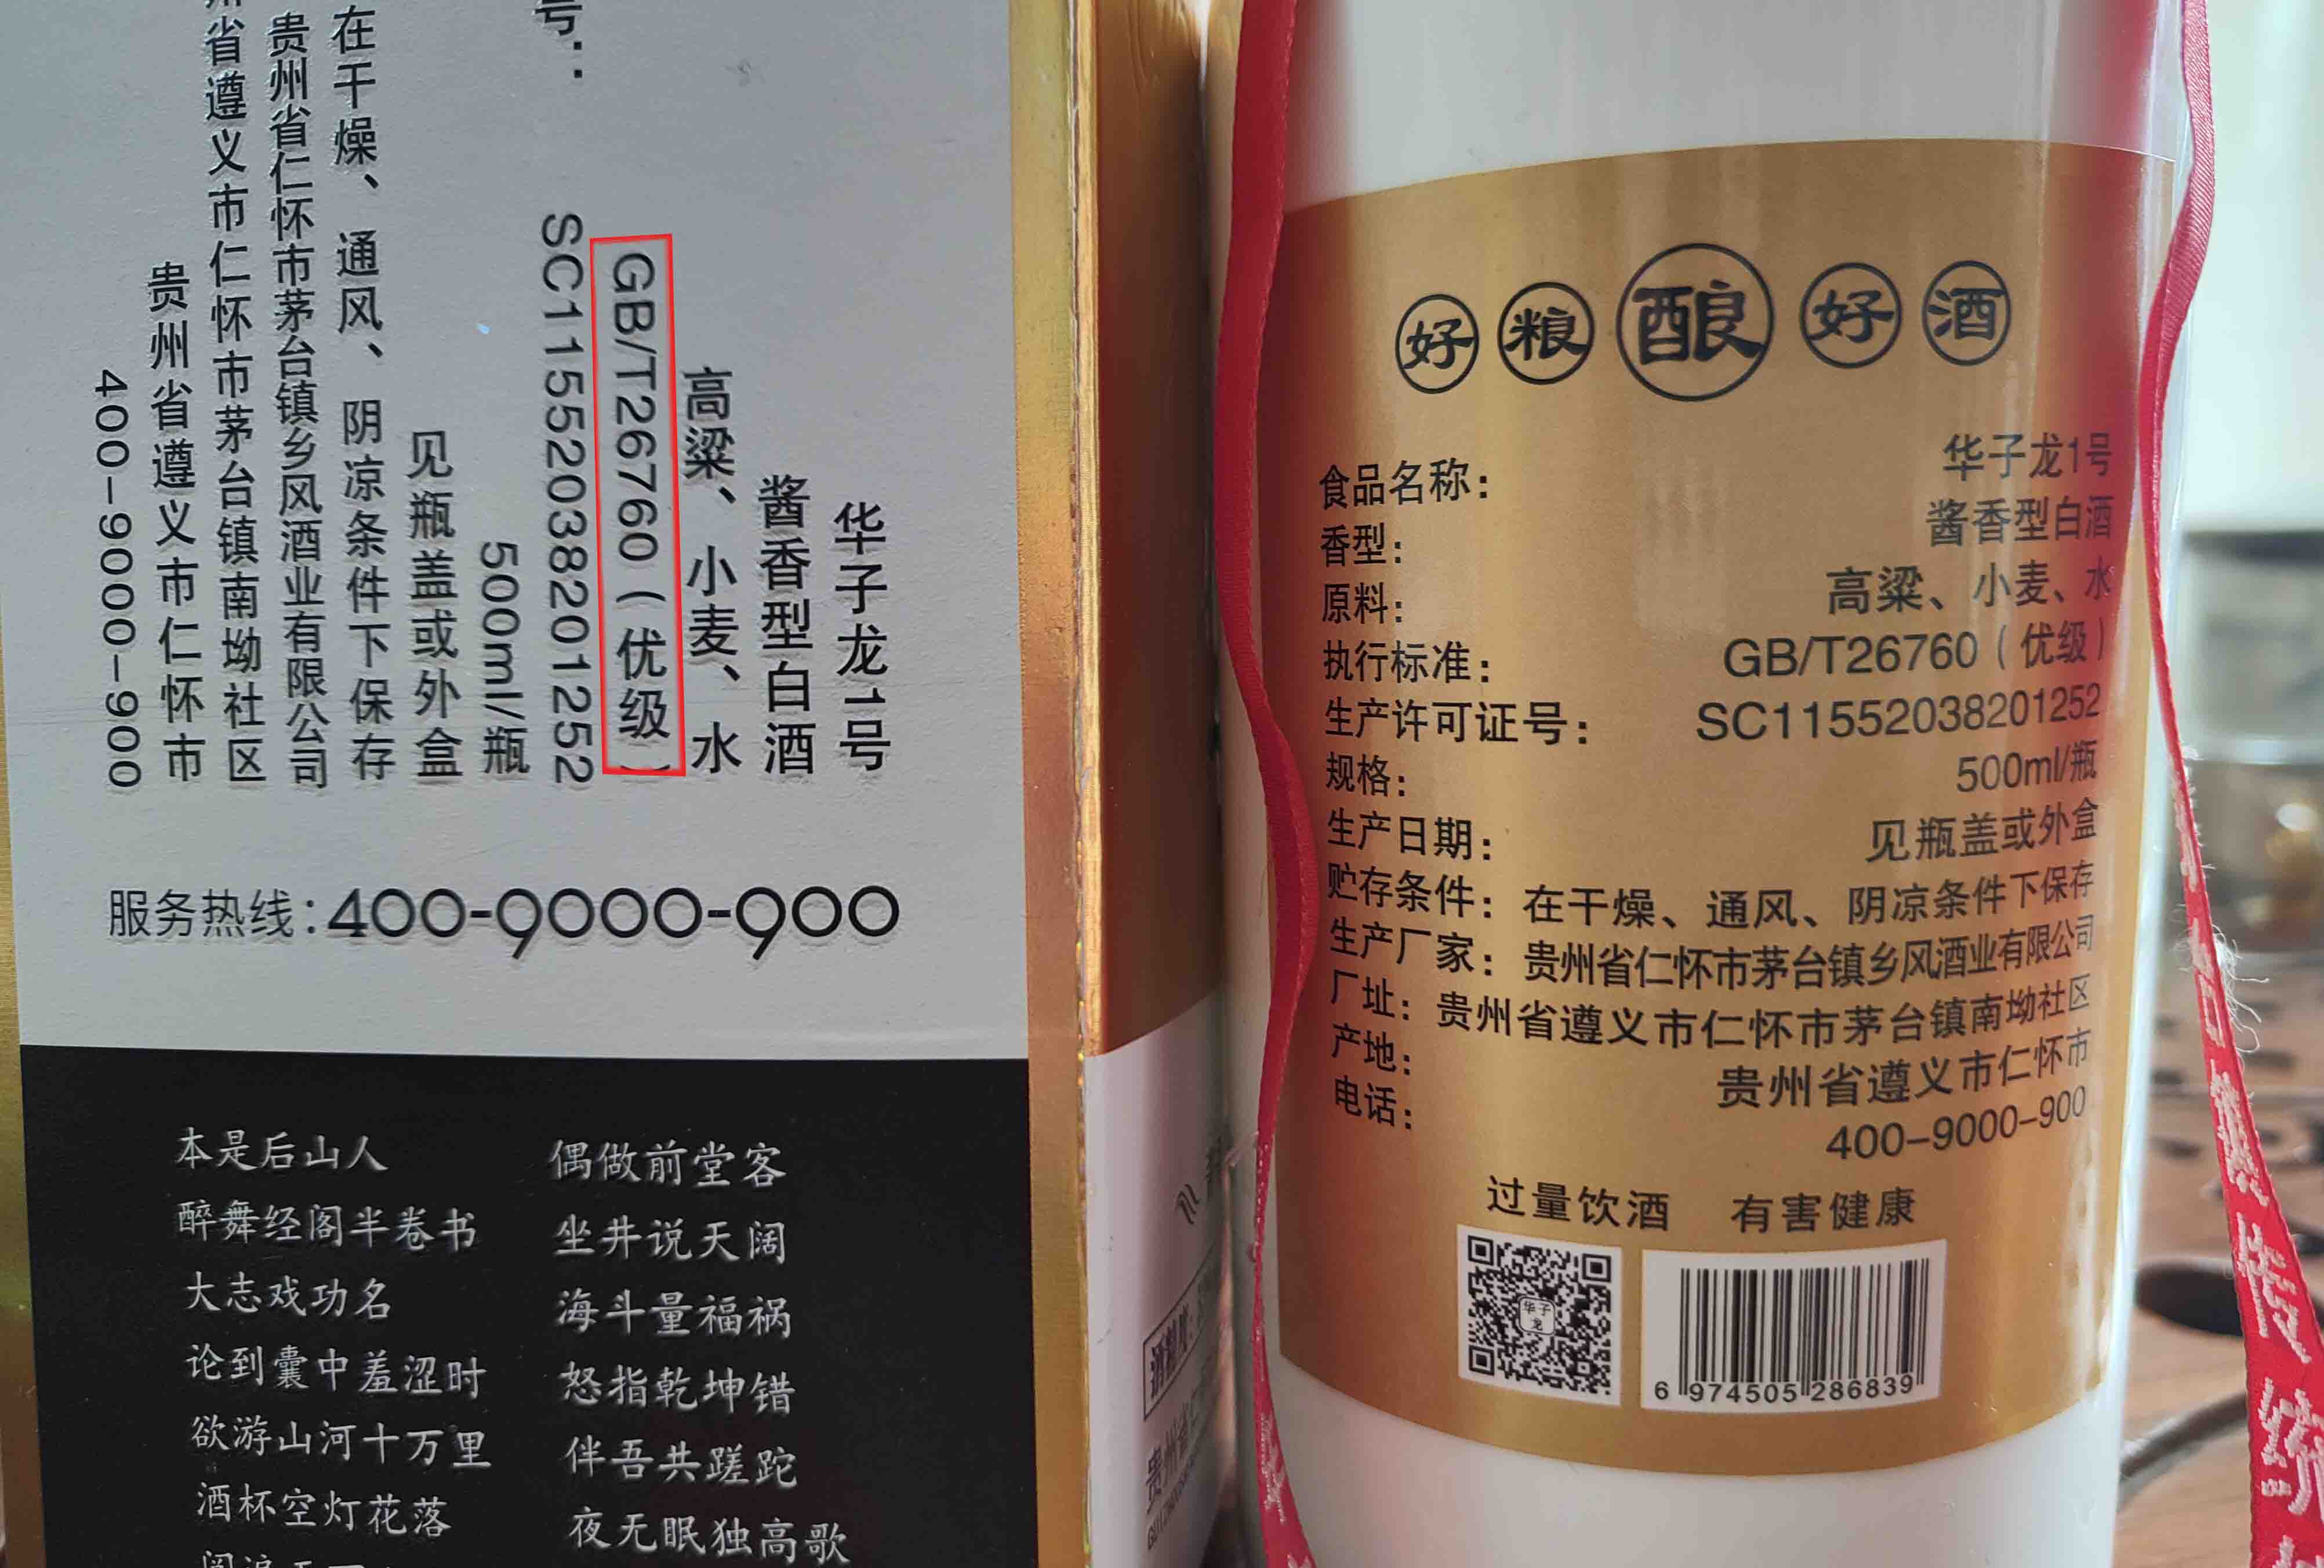 号：
华子龙1号
酱香型白酒
高粱、小麦、水
GB/T26760（优级）
SC11552038201252
500ml/瓶
见瓶盖或外盒
在干燥、通风、阴凉条件下保存
贵州省仁怀市茅台镇乡风酒业有限公司
州省遵义市仁怀市茅台镇南坳社区
贵州省遵义市仁怀市
400-9000-900
服务热线：400-9000-900
本是后山人 偶做前堂客
醉舞经阁半卷书 坐井说天阔
大志戏功名 海斗量福祸
论到囊中羞涩时 怒指乾坤错
欲游山河十万里 伴吾共蹉跎
酒杯空灯花落 夜无眠独高歌
好粮酿好酒
食品名称： 华子龙1号
香型： 酱香型白酒
原料： 高粱、小麦、水
执行标准： GB/T26760（优级）
生产许可证号： SC11552038201252
规格： 500ml/瓶
生产日期： 见瓶盖或外盒
贮存条件： 在干燥、通风、阴凉条件下保存
生产厂家： 贵州省仁怀市茅台镇乡风酒业有限公司
厂址： 贵州省遵义市仁怀市茅台镇南坳社区
产地： 贵州省遵义市仁怀市
电话： 400-9000-900
过量饮酒 有害健康
华子龙
6 974505 286839
传统